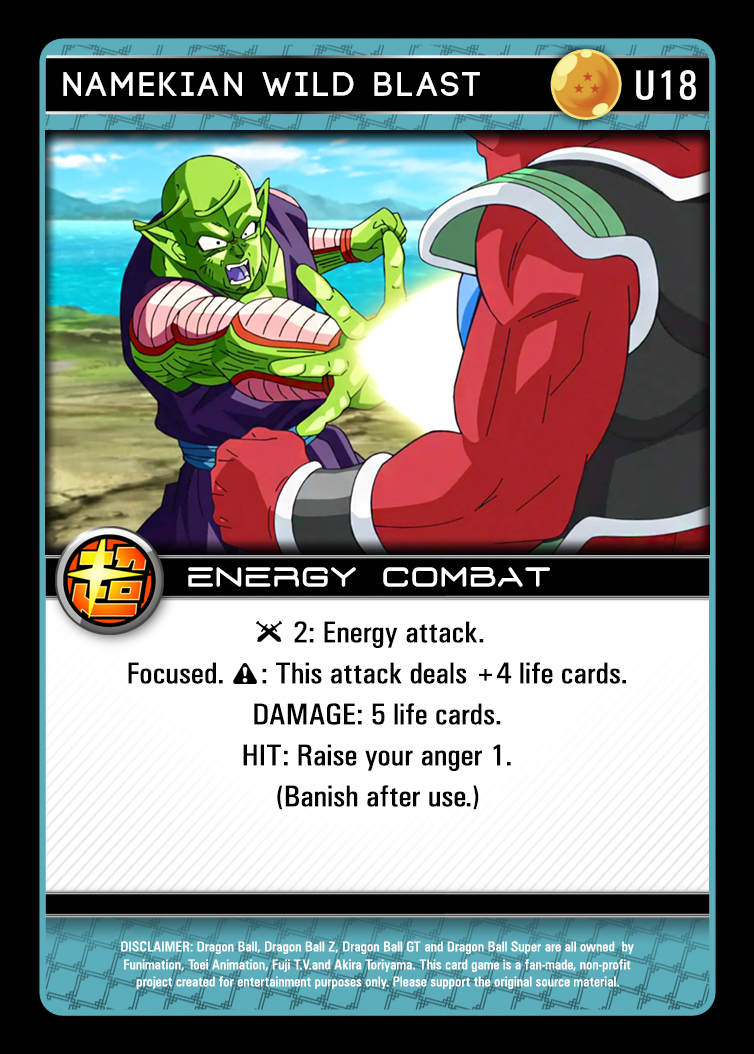 NAMEKIAN WILD BLAST U18
ENERGY COMBAT
2: Energy attack.
Focused. ⚠: This attack deals +4 life cards.
DAMAGE: 5 life cards.
HIT: Raise your anger 1.
(Banish after use.)
DISCLAIMER: Dragon Ball, Dragon Ball Z, Dragon Ball GT and Dragon Ball Super are all owned by
Funimation, Toei Animation, Fuji T.V.and Akira Toriyama. This card game is a fan-made, non-profit
project created for entertainment purposes only. Please support the original source material.